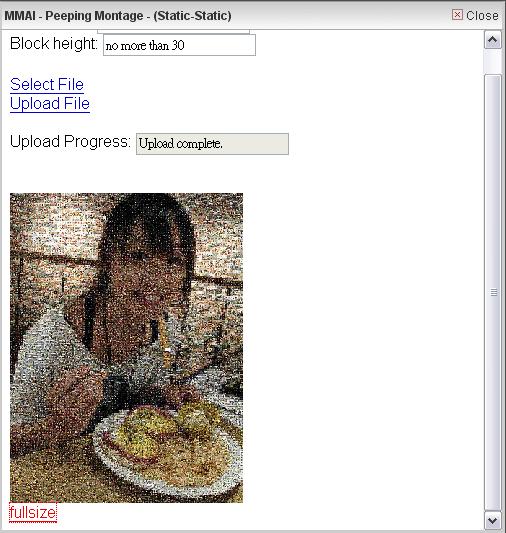 MMAI - Peeping Montage - (Static-Static)
Close
Block height: no more than 30
Select File
Upload File
Upload Progress: Upload complete.
fullsize